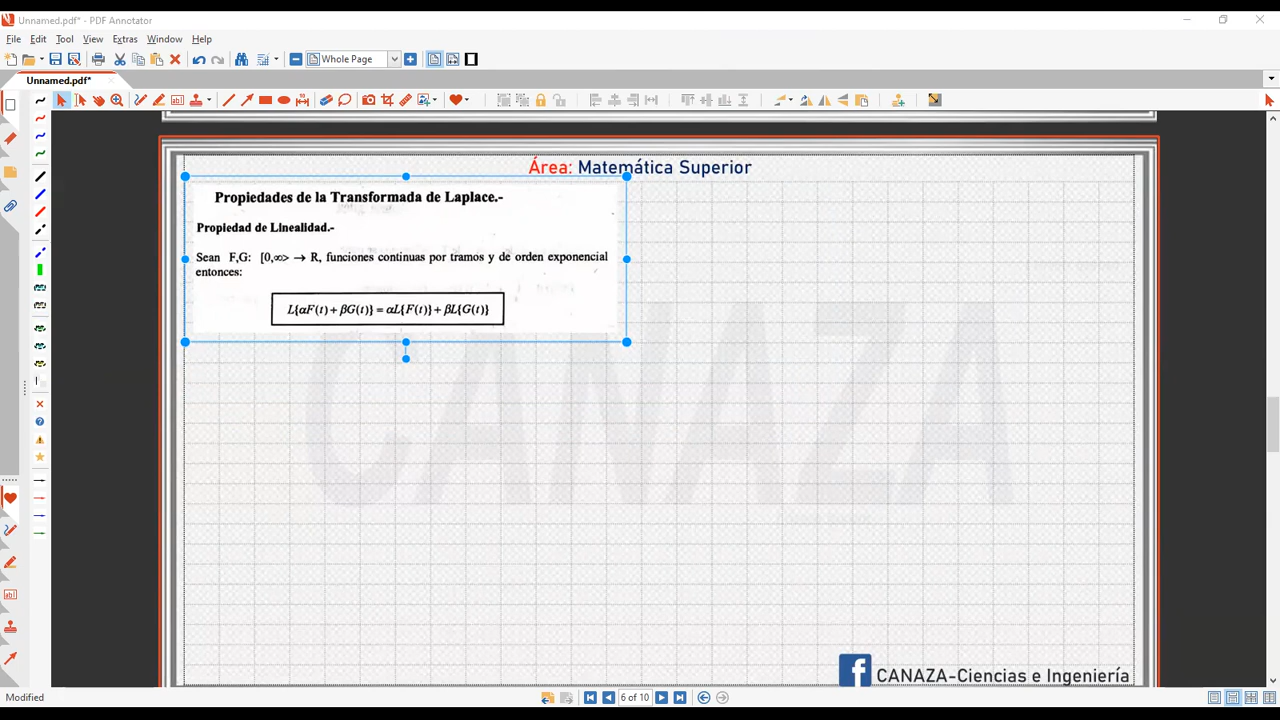 Unnamed.pdf* - PDF Annotator
File Edit Tool View Extras Window Help
New Whole Page
Unnamed.pdf*
Área: Matemática Superior
Propiedades de la Transformada de Laplace.-
Propiedad de Linealidad.-
Sean F,G: [0,∞> → R, funciones continuas por tramos y de orden exponencial
entonces:
L{αF(t) + βG(t)} = αL{F(t)} + βL{G(t)}
CANAZA
CANAZA-Ciencias e Ingeniería
Modified
6 of 10